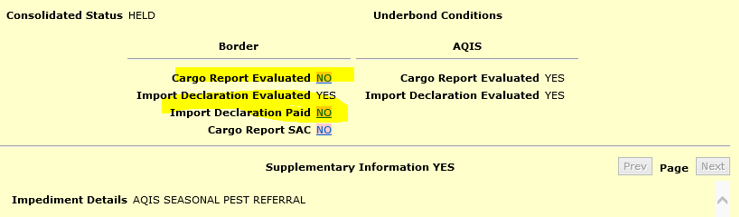 Consolidated Status HELD Underbond Conditions
Border AQIS
Cargo Report Evaluated NO Cargo Report Evaluated YES
Import Declaration Evaluated YES Import Declaration Evaluated YES
Import Declaration Paid NO
Cargo Report SAC NO
Supplementary Information YES Prev Page Next
Impediment Details AQIS SEASONAL PEST REFERRAL